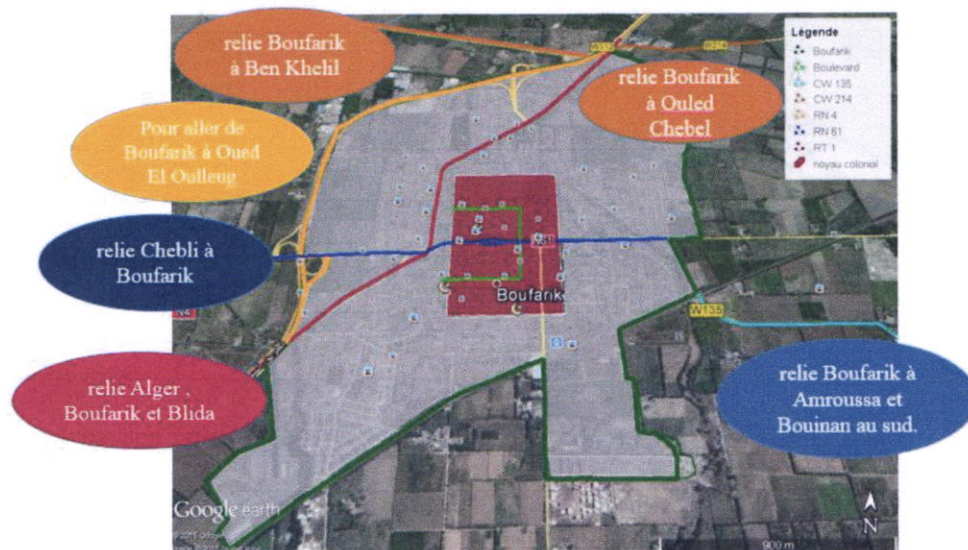 relie Boufarik
à Ben Khelil
Pour aller de
Boufarik à Oued
El Oulleug
relie Chebli à
Boufarik
relie Alger ,
Boufarik et Blida
relie Boufarik
à Ouled
Chebel
relie Boufarik à
Amroussa et
Bouinan au sud.
W112
W214
Légende
Boufarik
Boulevard
CW 135
CW 214
RN 4
RN 61
RT 1
noyau colonial
N61
Boufarik
N4
W135
Google earth
900 m
N